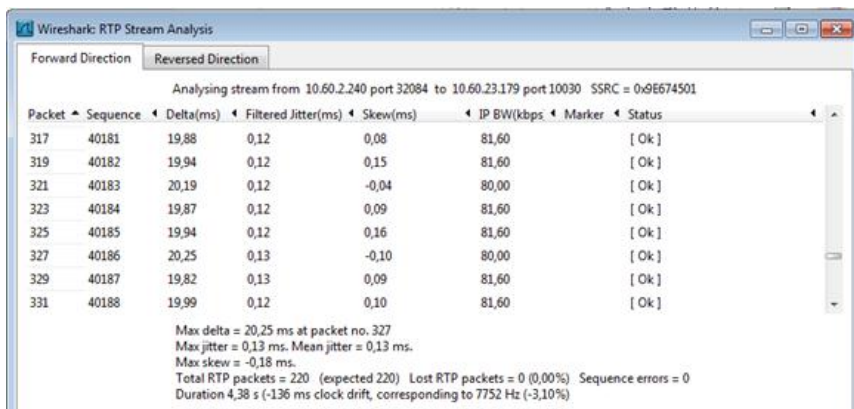 Wireshark: RTP Stream Analysis
Forward Direction Reversed Direction
Analysing stream from 10.60.2.240 port 32084 to 10.60.23.179 port 10030 SSRC = 0x9E674501
Packet Sequence Delta(ms) Filtered Jitter(ms) Skew(ms) IP BW(kbps Marker Status
317 40181 19,88 0,12 0,08 81,60 [ Ok ]
319 40182 19,94 0,12 0,15 81,60 [ Ok ]
321 40183 20,19 0,12 -0,04 80,00 [ Ok ]
323 40184 19,87 0,12 0,09 81,60 [ Ok ]
325 40185 19,94 0,12 0,16 81,60 [ Ok ]
327 40186 20,25 0,13 -0,10 80,00 [ Ok ]
329 40187 19,82 0,13 0,09 81,60 [ Ok ]
331 40188 19,99 0,12 0,10 81,60 [ Ok ]
Max delta = 20,25 ms at packet no. 327
Max jitter = 0,13 ms. Mean jitter = 0,13 ms.
Max skew = -0,18 ms.
Total RTP packets = 220 (expected 220) Lost RTP packets = 0 (0,00%) Sequence errors = 0
Duration 4,38 s (-136 ms clock drift, corresponding to 7752 Hz (-3,10%)